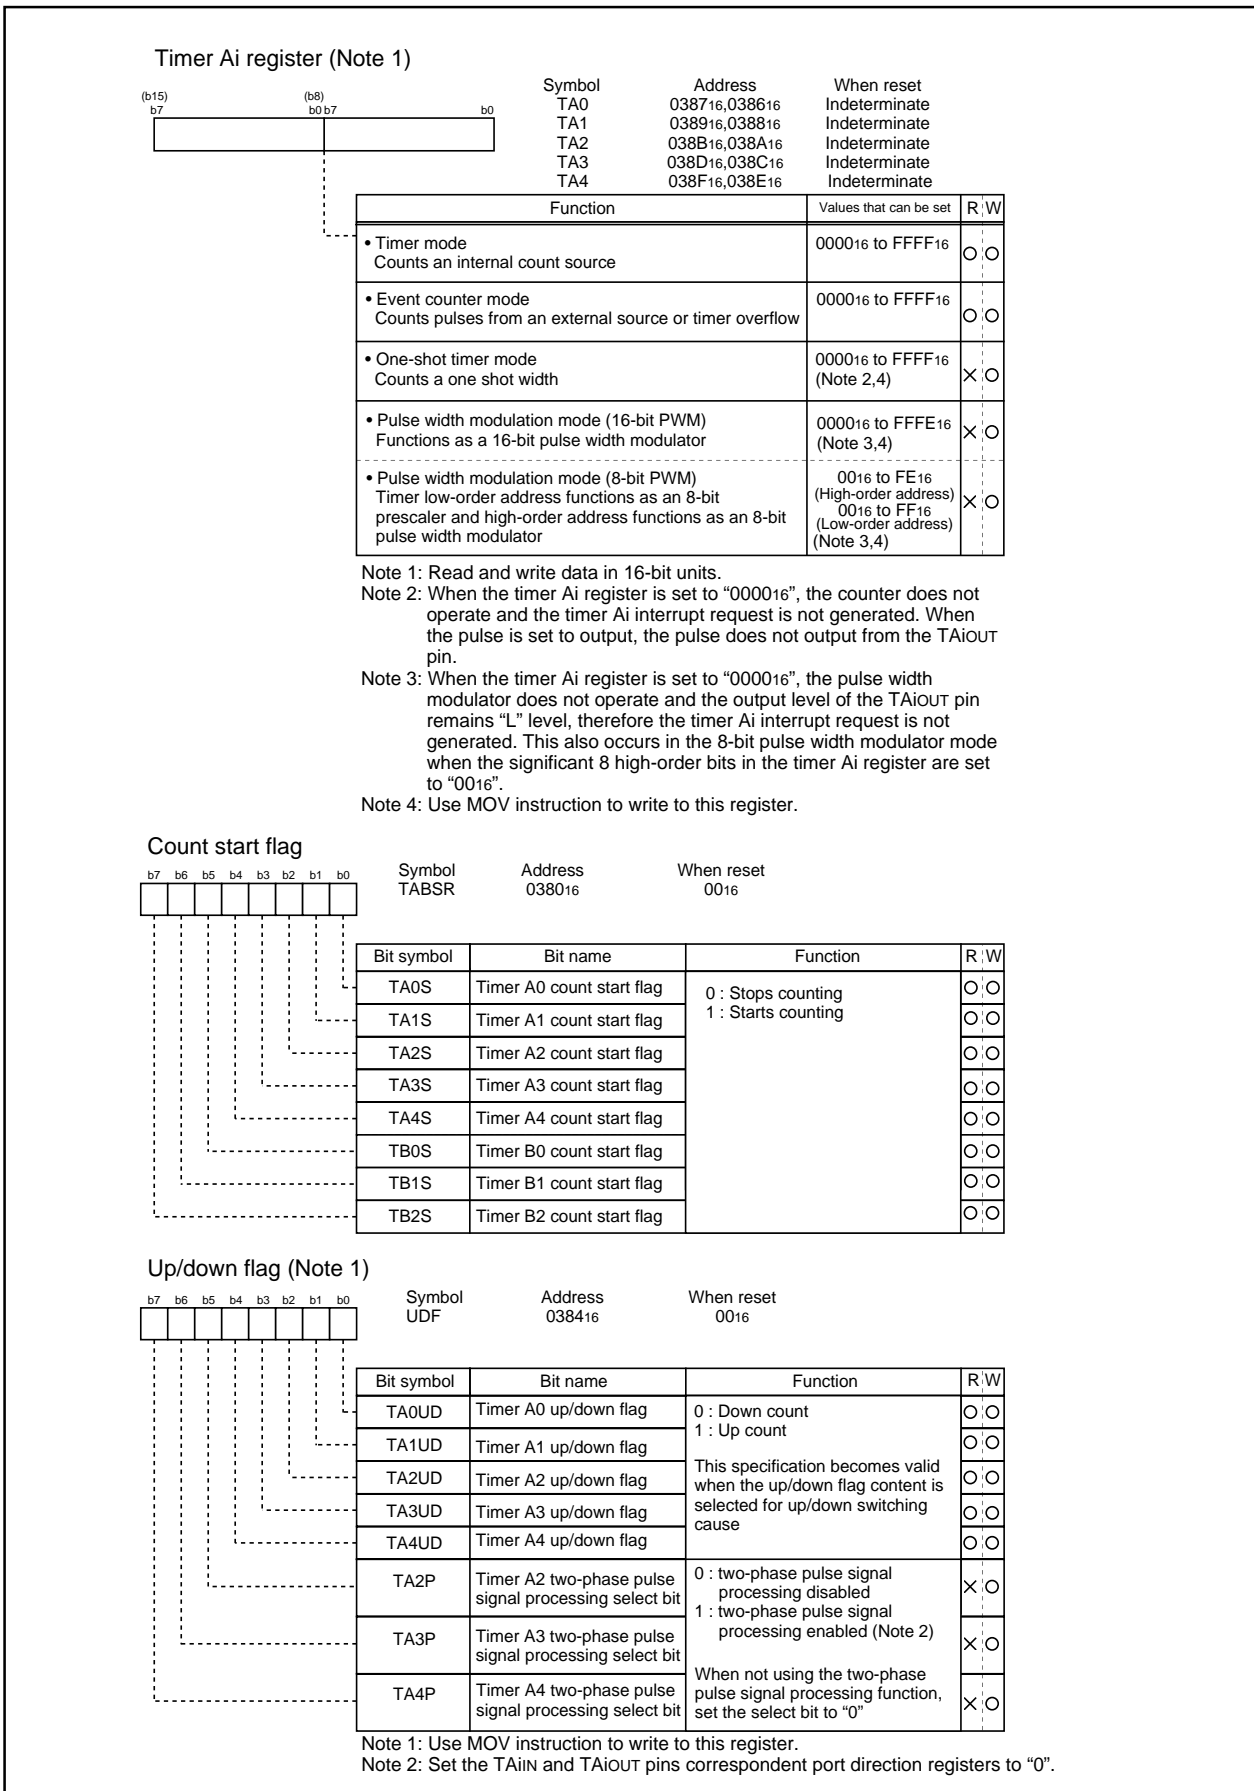 Timer Ai register (Note 1)
Symbol Address When reset
(b15) (b8)
b7 b0 b7 b0
TA0 038716,038616 Indeterminate
TA1 038916,038816 Indeterminate
TA2 038B16,038A16 Indeterminate
TA3 038D16,038C16 Indeterminate
TA4 038F16,038E16 Indeterminate
Function Values that can be set R W
• Timer mode 000016 to FFFF16
Counts an internal count source
• Event counter mode 000016 to FFFF16
Counts pulses from an external source or timer overflow
• One-shot timer mode 000016 to FFFF16
Counts a one shot width (Note 2,4)
• Pulse width modulation mode (16-bit PWM) 000016 to FFFE16
Functions as a 16-bit pulse width modulator (Note 3,4)
• Pulse width modulation mode (8-bit PWM) 0016 to FE16
Timer low-order address functions as an 8-bit (High-order address)
prescaler and high-order address functions as an 8-bit 0016 to FF16
pulse width modulator (Low-order address)
(Note 3,4)
Note 1: Read and write data in 16-bit units.
Note 2: When the timer Ai register is set to “000016”, the counter does not
operate and the timer Ai interrupt request is not generated. When
the pulse is set to output, the pulse does not output from the TAiOUT
pin.
Note 3: When the timer Ai register is set to “000016”, the pulse width
modulator does not operate and the output level of the TAiOUT pin
remains “L” level, therefore the timer Ai interrupt request is not
generated. This also occurs in the 8-bit pulse width modulator mode
when the significant 8 high-order bits in the timer Ai register are set
to “0016”.
Note 4: Use MOV instruction to write to this register.
Count start flag
b7 b6 b5 b4 b3 b2 b1 b0
Symbol Address When reset
TABSR 038016 0016
Bit symbol Bit name Function R W
TA0S Timer A0 count start flag 0 : Stops counting
TA1S Timer A1 count start flag 1 : Starts counting
TA2S Timer A2 count start flag
TA3S Timer A3 count start flag
TA4S Timer A4 count start flag
TB0S Timer B0 count start flag
TB1S Timer B1 count start flag
TB2S Timer B2 count start flag
Up/down flag (Note 1)
b7 b6 b5 b4 b3 b2 b1 b0
Symbol Address When reset
UDF 038416 0016
Bit symbol Bit name Function R W
TA0UD Timer A0 up/down flag 0 : Down count
TA1UD Timer A1 up/down flag 1 : Up count
TA2UD Timer A2 up/down flag This specification becomes valid
TA3UD Timer A3 up/down flag when the up/down flag content is
TA4UD Timer A4 up/down flag selected for up/down switching
cause
TA2P Timer A2 two-phase pulse 0 : two-phase pulse signal
signal processing select bit processing disabled
1 : two-phase pulse signal
TA3P Timer A3 two-phase pulse processing enabled (Note 2)
signal processing select bit
TA4P Timer A4 two-phase pulse When not using the two-phase
signal processing select bit pulse signal processing function,
set the select bit to “0”
Note 1: Use MOV instruction to write to this register.
Note 2: Set the TAiIN and TAiOUT pins correspondent port direction registers to “0”.